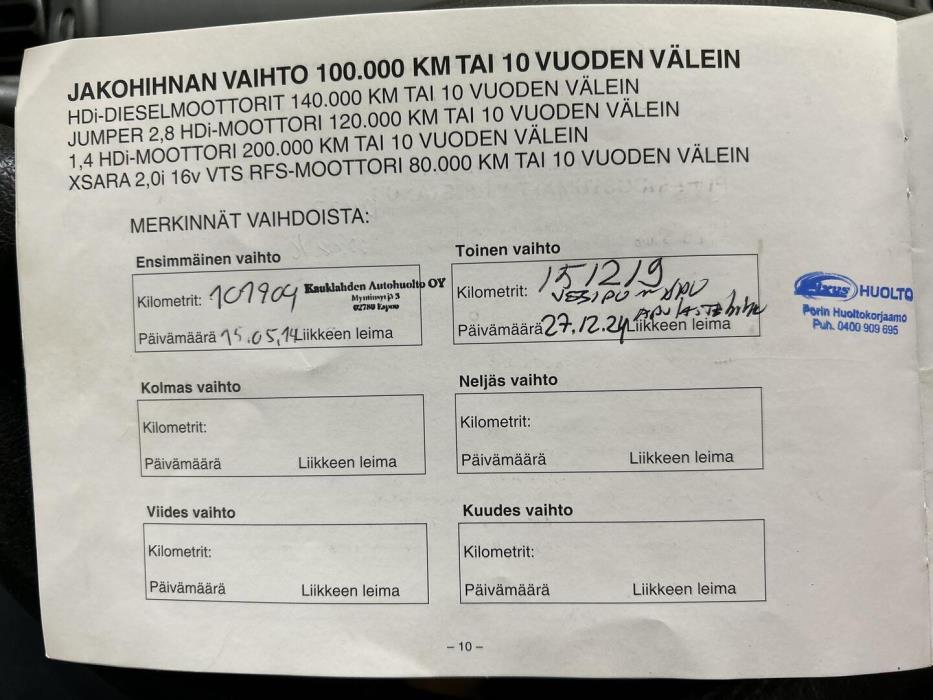 JAKOHIHNAN VAIHTO 100.000 KM TAI 10 VUODEN VÄLEIN
HDi-DIESELMOOTTORIT 140.000 KM TAI 10 VUODEN VÄLEIN
JUMPER 2,8 HDi-MOOTTORI 120.000 KM TAI 10 VUODEN VÄLEIN
1,4 HDi-MOOTTORI 200.000 KM TAI 10 VUODEN VÄLEIN
XSARA 2,0i 16v VTS RFS-MOOTTORI 80.000 KM TAI 10 VUODEN VÄLEIN
MERKINNÄT VAIHDOISTA:
Ensimmäinen vaihto
Kilometrit: 101904 Kauklahden Autohuolto OY
02780 Espoo
Päivämäärä 15.05.14 Liikkeen leima
Toinen vaihto
Kilometrit: 151219
VESIPUMPPU
Päivämäärä 27.12.24 Liikkeen leima
Fixus HUOLTO
Porin Huoltokorjaamo
Puh. 0400 909 695
Kolmas vaihto
Kilometrit:
Päivämäärä Liikkeen leima
Neljäs vaihto
Kilometrit:
Päivämäärä Liikkeen leima
Viides vaihto
Kilometrit:
Päivämäärä Liikkeen leima
Kuudes vaihto
Kilometrit:
Päivämäärä Liikkeen leima
– 10 –